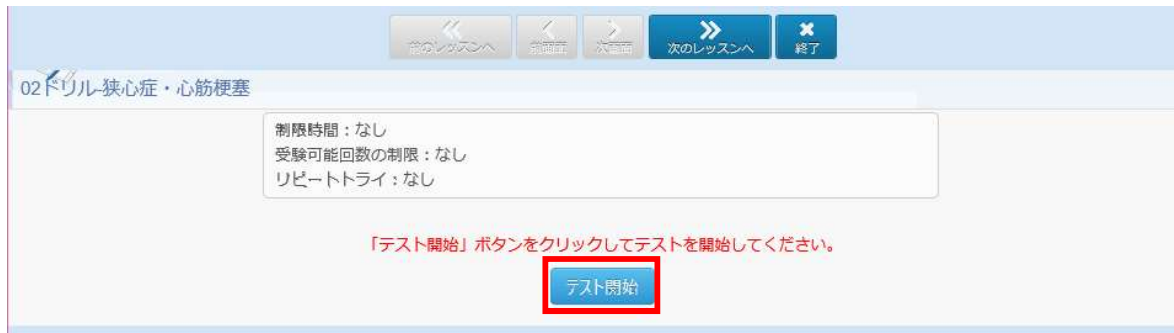 前のレッスンへ 前画面 次画面 次のレッスンへ 終了
02ドリル-狭心症・心筋梗塞
制限時間：なし
受験可能回数の制限：なし
リピートトライ：なし
「テスト開始」ボタンをクリックしてテストを開始してください。
テスト開始